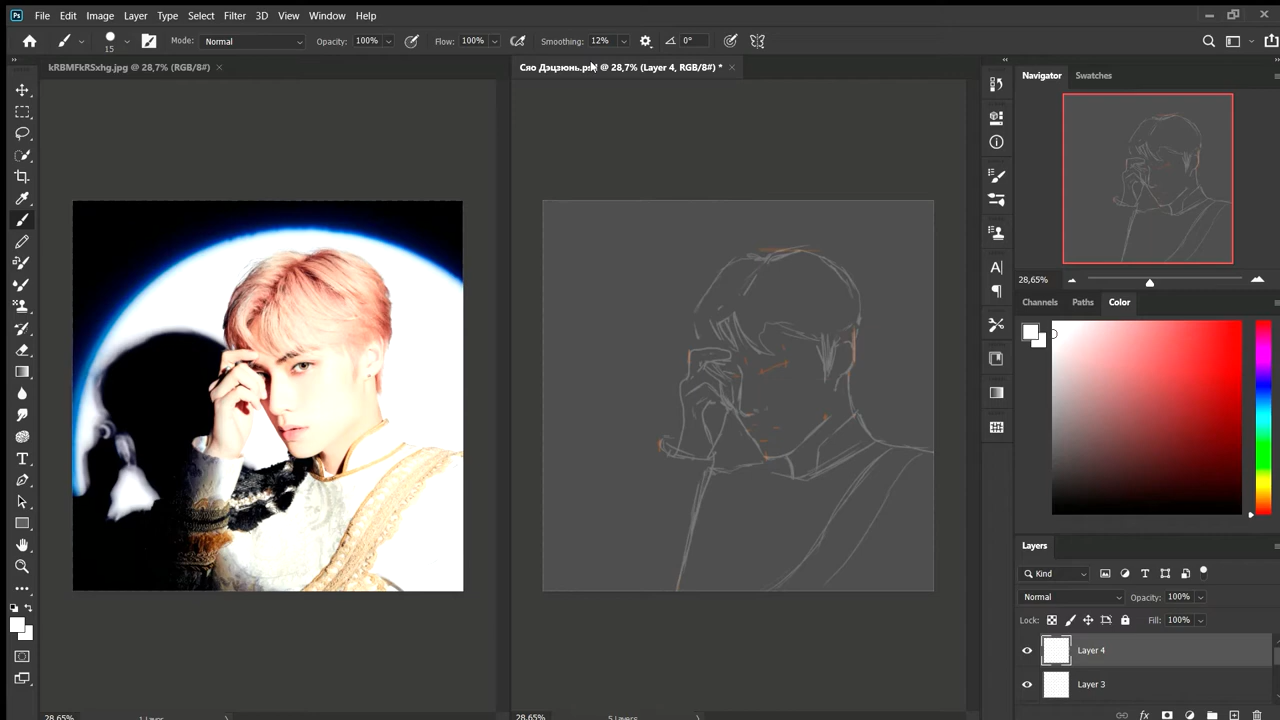 Ps File Edit Image Layer Type Select Filter 3D View Window Help
15 Mode: Normal Opacity: 100% Flow: 100% Smoothing: 12% 0°
kRBMFkRSxhg.jpg @ 28,7% (RGB/8#) ×
@ 28,7% (Layer 4, RGB/8#) * ×
Сяо Дэцзюнь
Navigator Swatches
28,65%
Channels Paths Color
Layers
Kind
Normal Opacity: 100%
Lock: Fill: 100%
Layer 4
Layer 3
fx
28,65% 1 Layer
28,65% 5 Layers